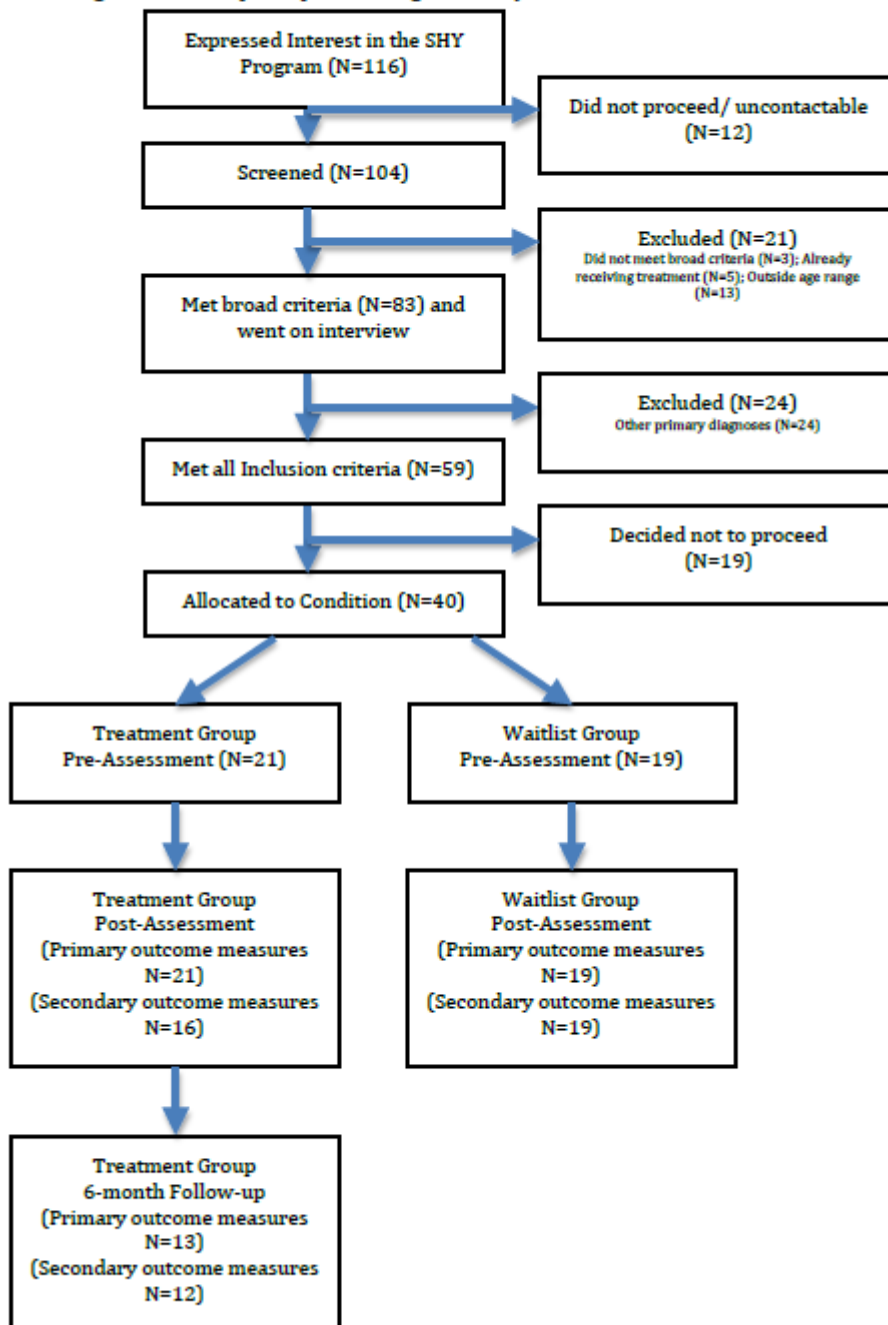 Expressed Interest in the SHY
Program (N=116)
Did not proceed/ uncontactable
(N=12)
Screened (N=104)
Excluded (N=21)
Did not meet broad criteria (N=3); Already
receiving treatment (N=5); Outside age range
(N=13)
Met broad criteria (N=83) and
went on interview
Excluded (N=24)
Other primary diagnoses (N=24)
Met all Inclusion criteria (N=59)
Decided not to proceed
(N=19)
Allocated to Condition (N=40)
Treatment Group
Pre-Assessment (N=21)
Waitlist Group
Pre-Assessment (N=19)
Treatment Group
Post-Assessment
(Primary outcome measures
N=21)
(Secondary outcome measures
N=16)
Waitlist Group
Post-Assessment
(Primary outcome measures
N=19)
(Secondary outcome measures
N=19)
Treatment Group
6-month Follow-up
(Primary outcome measures
N=13)
(Secondary outcome measures
N=12)